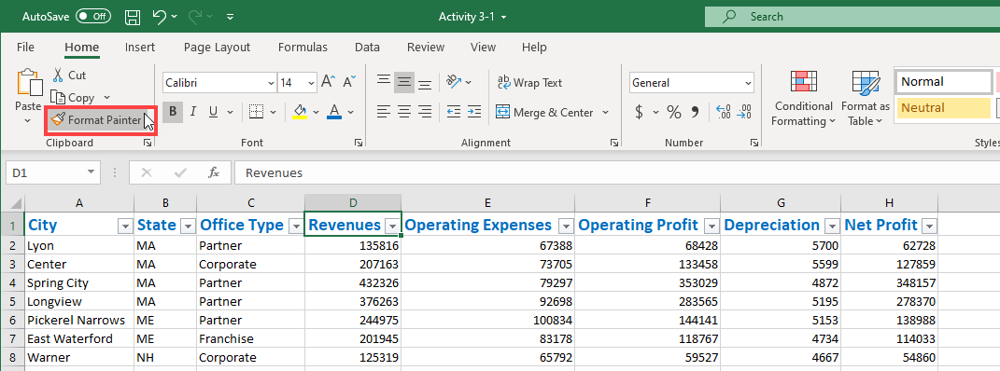 AutoSave Off Activity 3-1 Search
File Home Insert Page Layout Formulas Data Review View Help
Paste Cut Copy Format Painter
Calibri 14 A A
B I U A
ab Wrap Text
Merge & Center
General
$ % , .00
Conditional Formatting Format as Table
Normal
Neutral
Clipboard Font Alignment Number Styles
D1 fx Revenues
A B C D E F G H
1 City State Office Type Revenues Operating Expenses Operating Profit Depreciation Net Profit
2 Lyon MA Partner 135816 67388 68428 5700 62728
3 Center MA Corporate 207163 73705 133458 5599 127859
4 Spring City MA Partner 432326 79297 353029 4872 348157
5 Longview MA Partner 376263 92698 283565 5195 278370
6 Pickerel Narrows ME Partner 244975 100834 144141 5153 138988
7 East Waterford ME Franchise 201945 83178 118767 4734 114033
8 Warner NH Corporate 125319 65792 59527 4667 54860